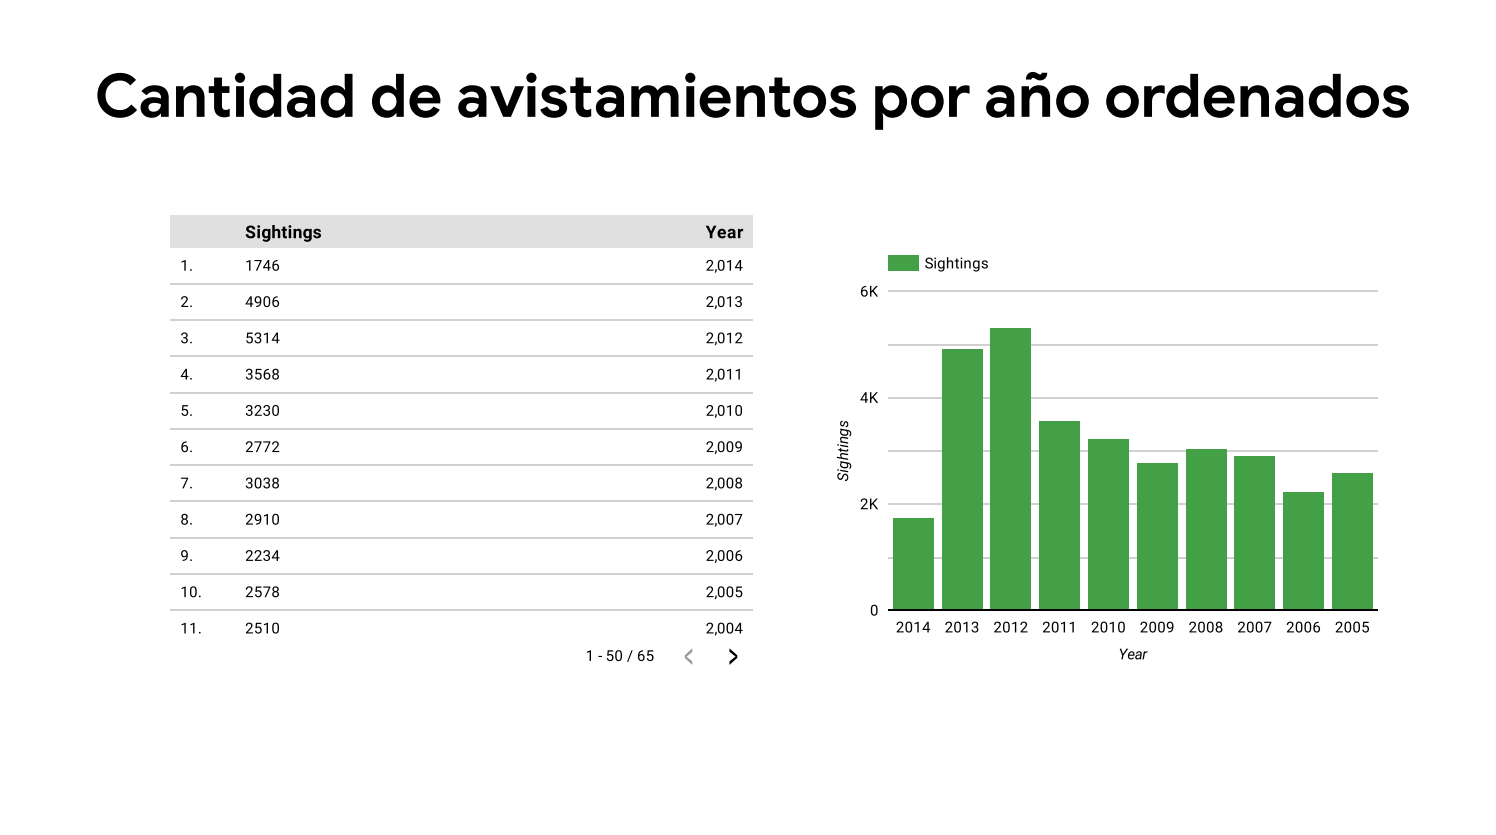 Cantidad de avistamientos por año ordenados
Sightings Year
1. 1746 2,014
2. 4906 2,013
3. 5314 2,012
4. 3568 2,011
5. 3230 2,010
6. 2772 2,009
7. 3038 2,008
8. 2910 2,007
9. 2234 2,006
10. 2578 2,005
11. 2510 2,004
1 - 50 / 65 < >
Sightings
6K
4K
2K
0
Sightings
2014 2013 2012 2011 2010 2009 2008 2007 2006 2005
Year